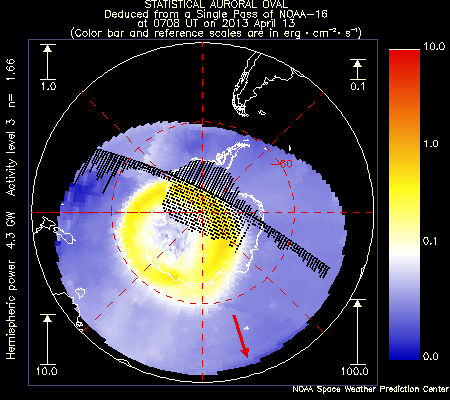 STATISTICAL AURORAL OVAL
Deduced from a Single Pass of NOAA-16
at 0708 UT on 2013 April 13
(Color bar and reference scales are in erg·cm⁻²·s⁻¹)
1.0
0.1
10.0
1.0
0.1
0.0
-60
Hemispheric power 4.3 GW Activity level 3 n= 1.66
10.0
100.0
NOAA Space Weather Prediction Center